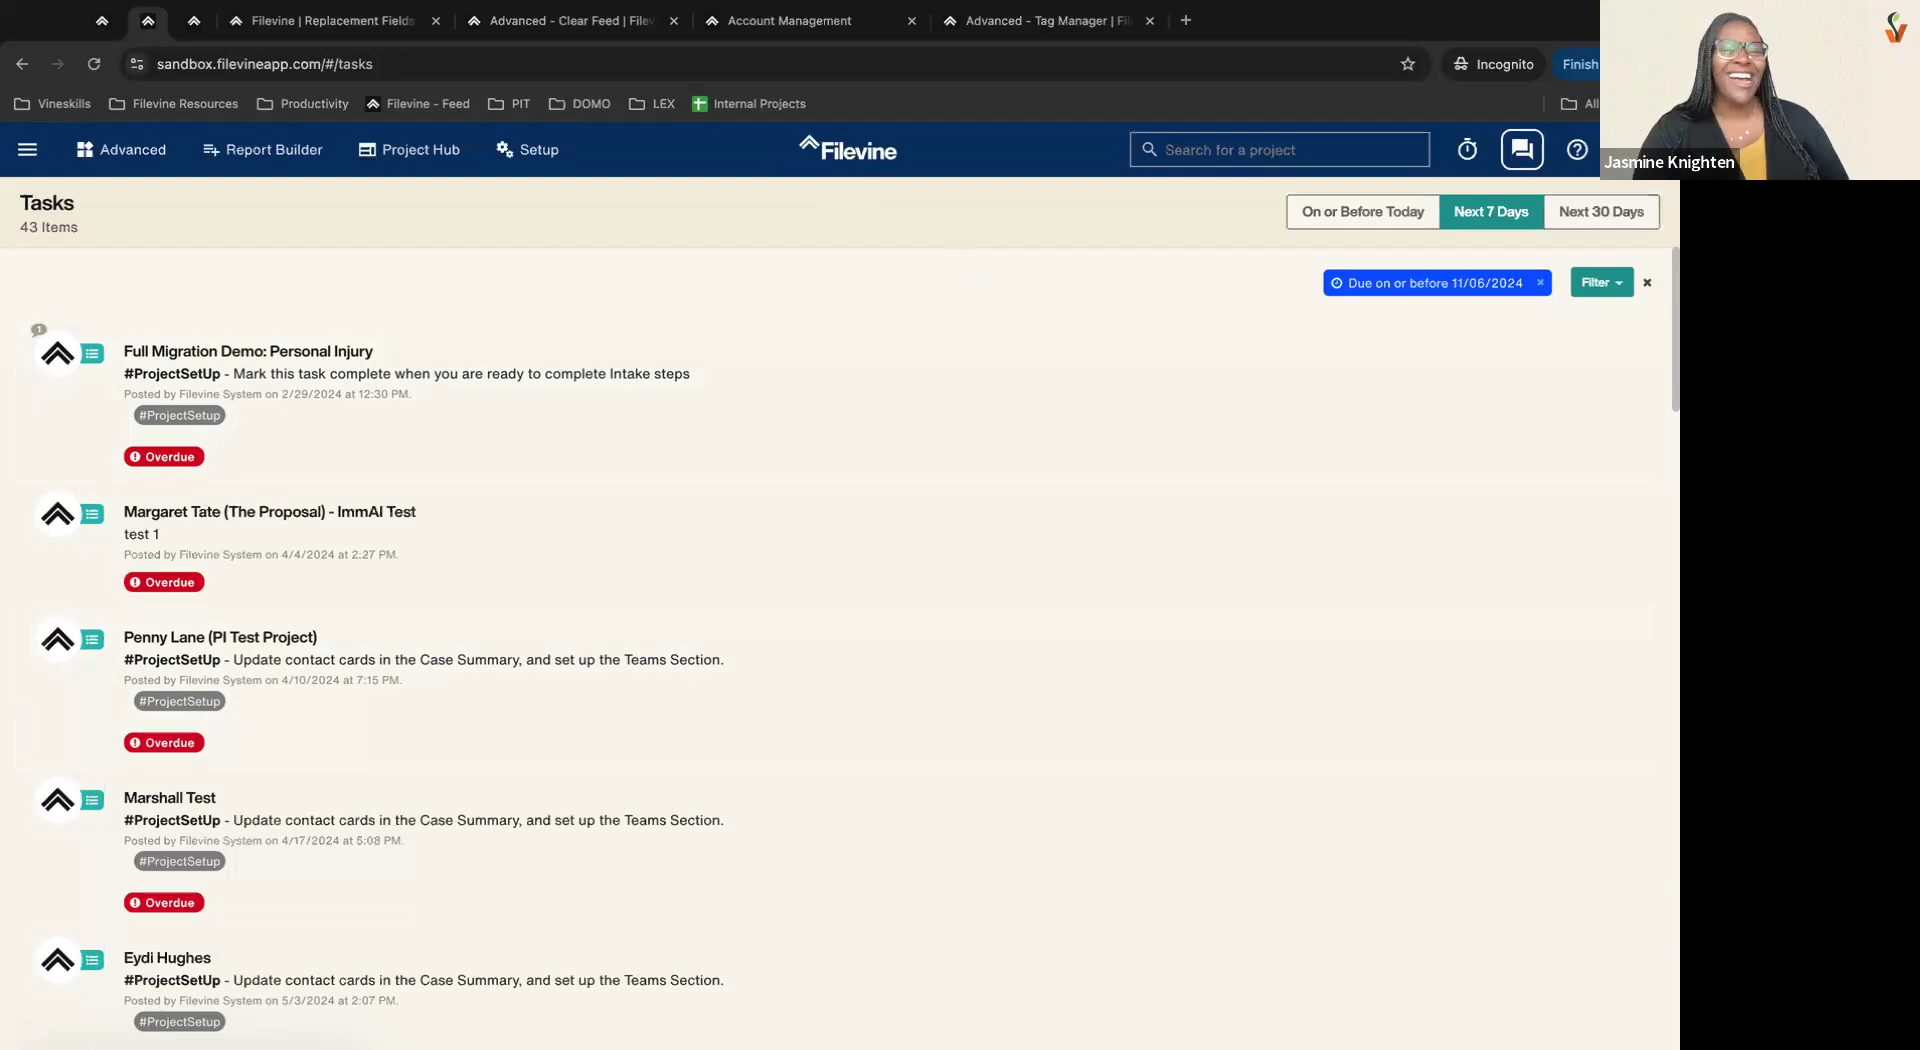 Filevine | Replacement Fields
Advanced - Clear Feed | Filev
Account Management
Advanced - Tag Manager | Fil
sandbox.filevineapp.com/#/tasks
Incognito
Finish
Vineskills
Filevine Resources
Productivity
Filevine - Feed
PIT
DOMO
LEX
Internal Projects
All
Advanced
Report Builder
Project Hub
Setup
Filevine
Search for a project
Jasmine Knighten
Tasks
43 Items
On or Before Today
Next 7 Days
Next 30 Days
Due on or before 11/06/2024
Filter
1
Full Migration Demo: Personal Injury
#ProjectSetUp - Mark this task complete when you are ready to complete Intake steps
Posted by Filevine System on 2/29/2024 at 12:30 PM.
#ProjectSetup
Overdue
Margaret Tate (The Proposal) - ImmAI Test
test 1
Posted by Filevine System on 4/4/2024 at 2:27 PM.
Overdue
Penny Lane (PI Test Project)
#ProjectSetUp - Update contact cards in the Case Summary, and set up the Teams Section.
Posted by Filevine System on 4/10/2024 at 7:15 PM.
#ProjectSetup
Overdue
Marshall Test
#ProjectSetUp - Update contact cards in the Case Summary, and set up the Teams Section.
Posted by Filevine System on 4/17/2024 at 5:08 PM.
#ProjectSetup
Overdue
Eydi Hughes
#ProjectSetUp - Update contact cards in the Case Summary, and set up the Teams Section.
Posted by Filevine System on 5/3/2024 at 2:07 PM.
#ProjectSetup